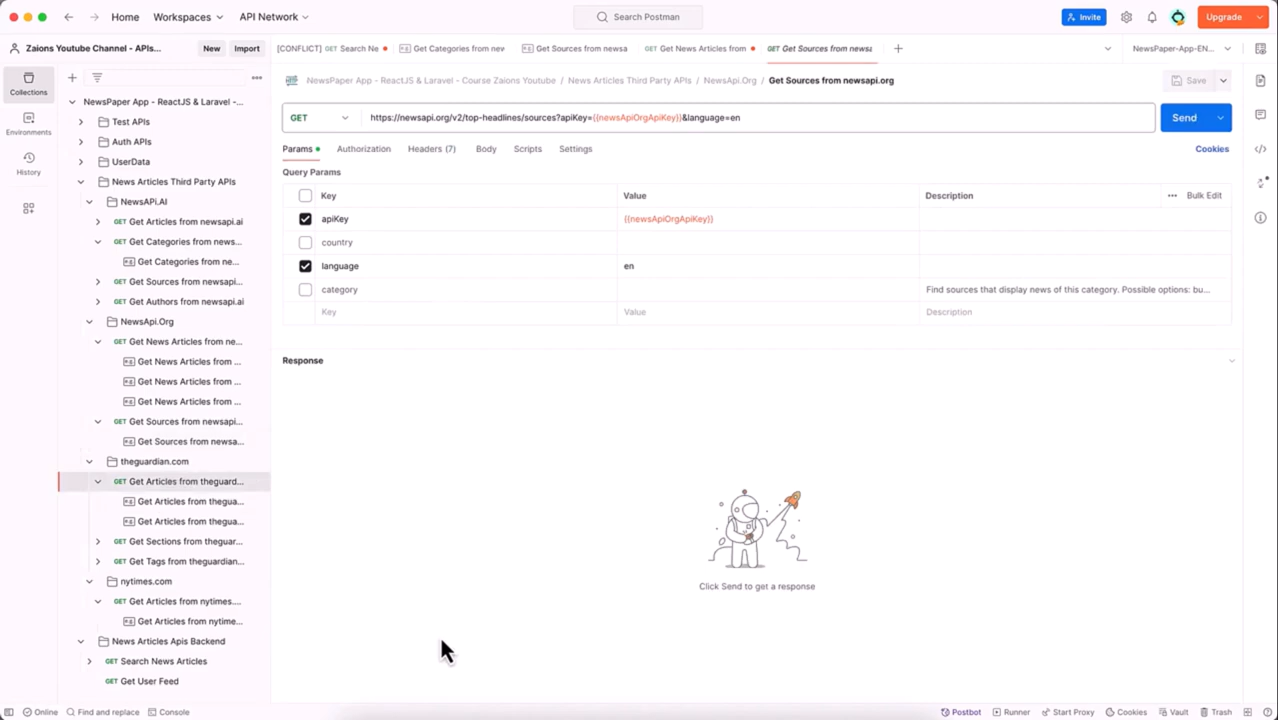 Home Workspaces API Network Search Postman Invite Upgrade
Zaions Youtube Channel - APIs... New Import [CONFLICT] GET Search Ne Get Categories from nev Get Sources from newsa GET Get News Articles from GET Get Sources from newsa NewsPaper-App-EN...
Collections
Environments
History
NewsPaper App - ReactJS & Laravel -...
Test APIs
Auth APIs
UserData
News Articles Third Party APIs
NewsAPi.AI
GET Get Articles from newsapi.ai
GET Get Categories from news...
Get Categories from ne...
GET Get Sources from newsapi...
GET Get Authors from newsapi.ai
NewsApi.Org
GET Get News Articles from ne...
Get News Articles from ...
Get News Articles from ...
Get News Articles from ...
GET Get Sources from newsapi...
Get Sources from newsa...
theguardian.com
GET Get Articles from theguard...
Get Articles from thegua...
Get Articles from thegua...
GET Get Sections from theguar...
GET Get Tags from theguardian...
nytimes.com
GET Get Articles from nytimes....
Get Articles from nytime...
News Articles Apis Backend
GET Search News Articles
GET Get User Feed
NewsPaper App - ReactJS & Laravel - Course Zaions Youtube / News Articles Third Party APIs / NewsApi.Org / Get Sources from newsapi.org Save
GET https://newsapi.org/v2/top-headlines/sources?apiKey={{newsApiOrgApiKey}}&language=en Send
Params Authorization Headers (7) Body Scripts Settings Cookies
Query Params
Key Value Description Bulk Edit
apiKey {{newsApiOrgApiKey}}
country
language en
category Find sources that display news of this category. Possible options: bu...
Key Value Description
Response
Click Send to get a response
Online Find and replace Console Postbot Runner Start Proxy Cookies Vault Trash